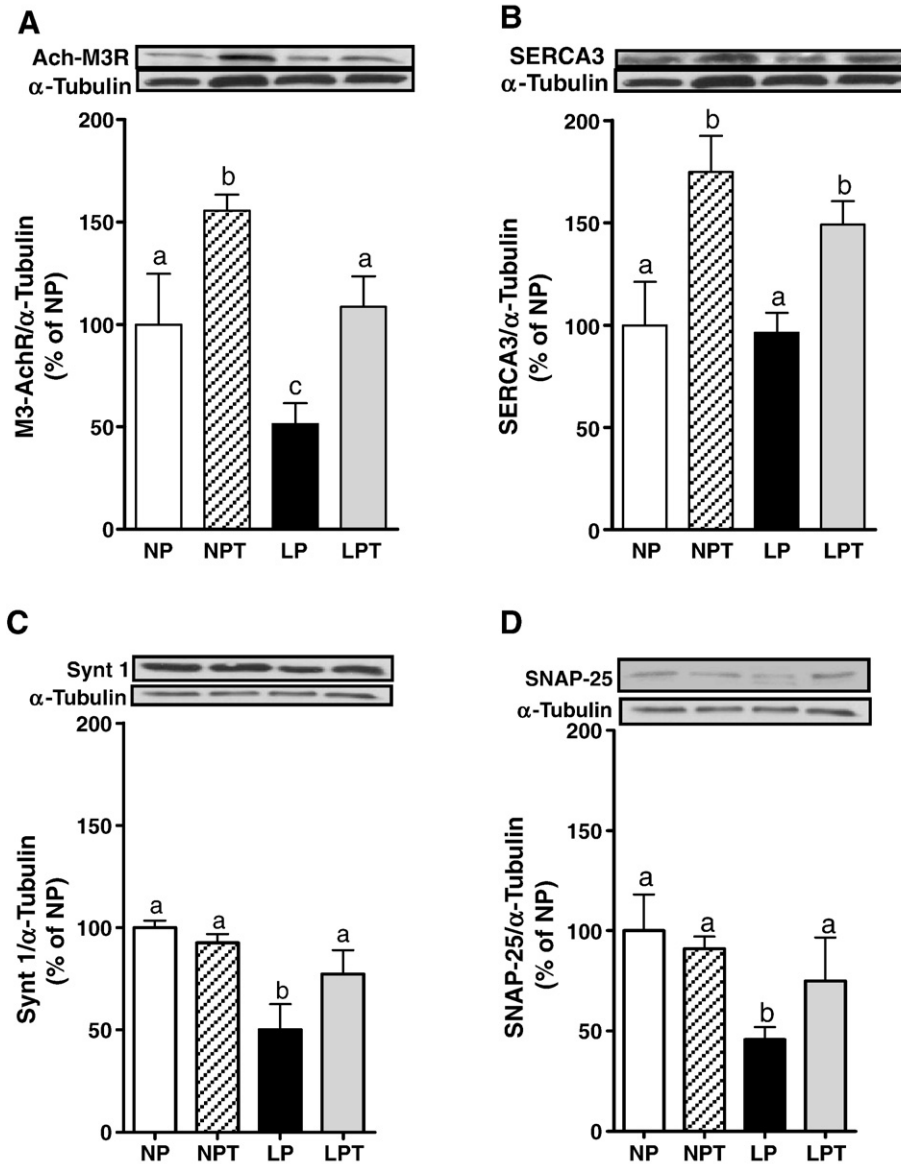 A
Ach-M3R
α-Tubulin
200
150
100
50
0
M3-AchR/α-Tubulin
(% of NP)
a
b
c
a
NP NPT LP LPT
B
SERCA3
α-Tubulin
200
150
100
50
0
SERCA3/α-Tubulin
(% of NP)
a
b
a
b
NP NPT LP LPT
C
Synt 1
α-Tubulin
200
150
100
50
0
Synt 1/α-Tubulin
(% of NP)
a
a
b
a
NP NPT LP LPT
D
SNAP-25
α-Tubulin
200
150
100
50
0
SNAP-25/α-Tubulin
(% of NP)
a
a
b
a
NP NPT LP LPT